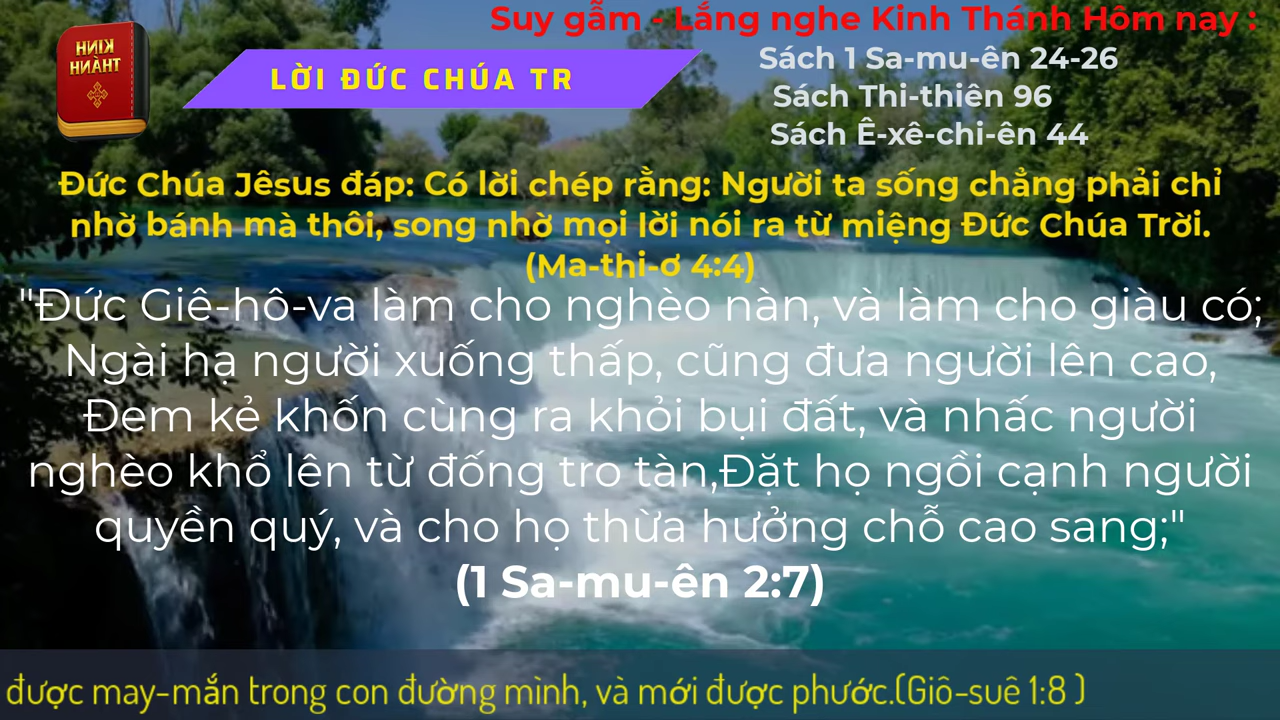 Suy gẫm - Lắng nghe Kinh Thánh Hôm nay :
KINH
THÁNH
LỜI ĐỨC CHÚA TR
Sách 1 Sa-mu-ên 24-26
Sách Thi-thiên 96
Sách Ê-xê-chi-ên 44
Đức Chúa Jêsus đáp: Có lời chép rằng: Người ta sống chẳng phải chỉ
nhờ bánh mà thôi, song nhờ mọi lời nói ra từ miệng Đức Chúa Trời.
(Ma-thi-ơ 4:4)
"Đức Giê-hô-va làm cho nghèo nàn, và làm cho giàu có;
Ngài hạ người xuống thấp, cũng đưa người lên cao,
Đem kẻ khốn cùng ra khỏi bụi đất, và nhấc người
nghèo khổ lên từ đống tro tàn,Đặt họ ngồi cạnh người
quyền quý, và cho họ thừa hưởng chỗ cao sang;"
(1 Sa-mu-ên 2:7)
được may-mắn trong con đường mình, và mới được phước.(Giô-suê 1:8 )